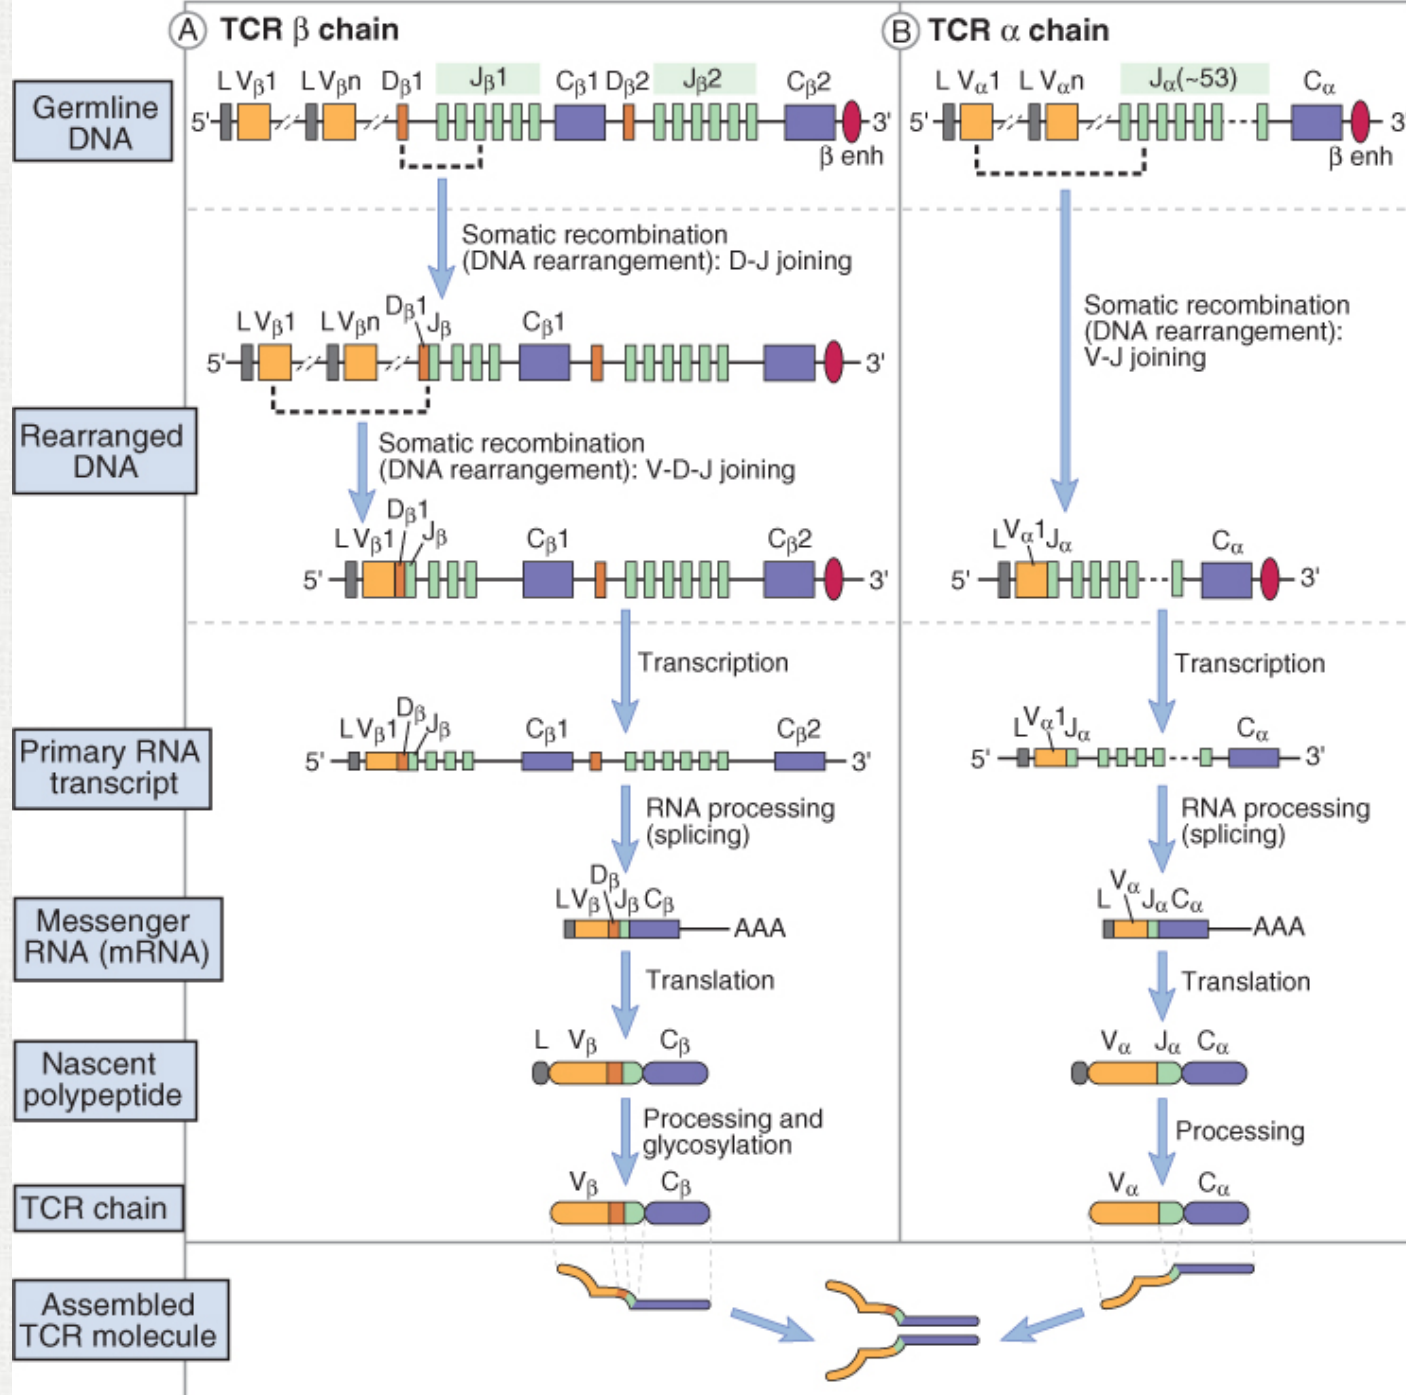 A TCR β chain
B TCR α chain
Germline
DNA
L Vβ1 L Vβn Dβ1 Jβ1 Cβ1 Dβ2 Jβ2 Cβ2
5' 3'
β enh
L Vα1 L Vαn Jα(~53) Cα
5' 3'
β enh
Somatic recombination
(DNA rearrangement): D-J joining
Somatic recombination
(DNA rearrangement):
V-J joining
Rearranged
DNA
L Vβ1 L Vβn Dβ1 Jβ Cβ1
5' 3'
Somatic recombination
(DNA rearrangement): V-D-J joining
L Vβ1 Dβ1 Jβ Cβ1 Cβ2
5' 3'
L Vα1 Jα Cα
5' 3'
Transcription
Transcription
Primary RNA
transcript
L Vβ1 Dβ Jβ Cβ1 Cβ2
5' 3'
L Vα1 Jα Cα
5' 3'
RNA processing
(splicing)
RNA processing
(splicing)
Messenger
RNA (mRNA)
L Vβ Dβ Jβ Cβ
AAA
L Vα Jα Cα
AAA
Translation
Translation
Nascent
polypeptide
L Vβ Cβ
Vα Jα Cα
Processing and
glycosylation
Processing
TCR chain
Vβ Cβ
Vα Cα
Assembled
TCR molecule